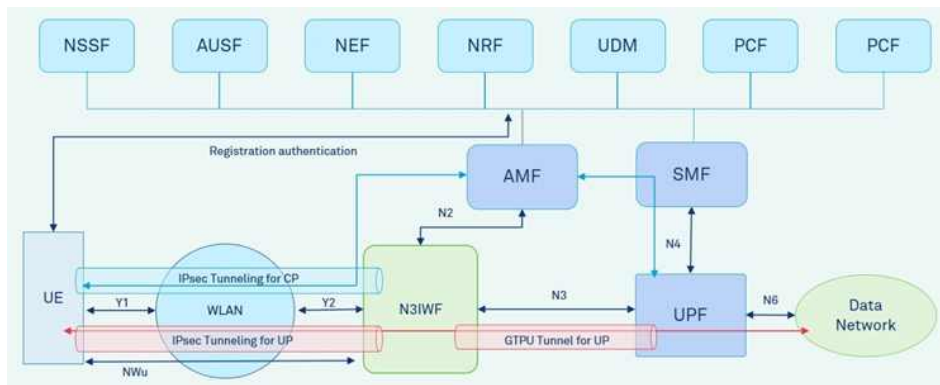 NSSF
AUSF
NEF
NRF
UDM
PCF
PCF
Registration authentication
AMF
SMF
N2
N4
UE
IPsec Tunneling for CP
Y1
WLAN
Y2
N3IWF
N3
UPF
N6
Data
Network
IPsec Tunneling for UP
GTPU Tunnel for UP
NWu